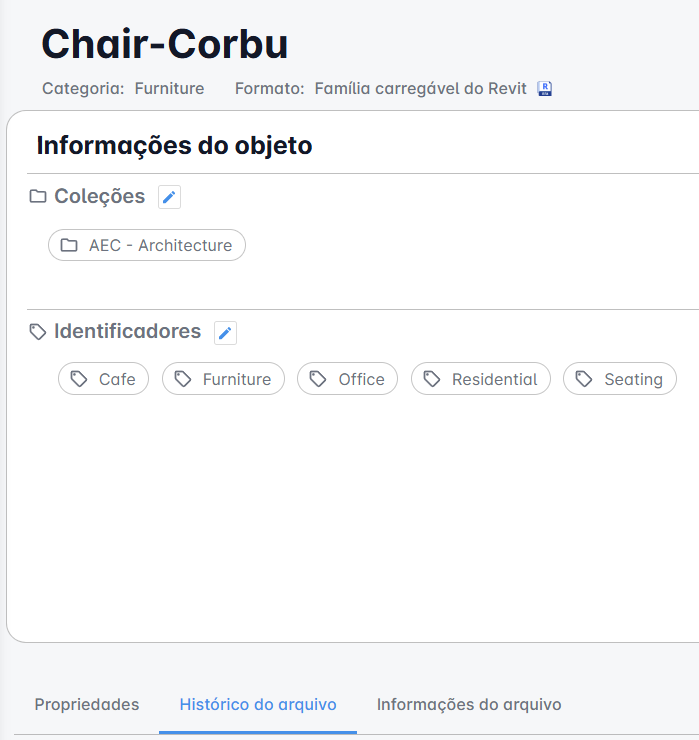 Chair-Corbu
Categoria: Furniture Formato: Família carregável do Revit
Informações do objeto
Coleções
AEC - Architecture
Identificadores
Cafe Furniture Office Residential Seating
Propriedades Histórico do arquivo Informações do arquivo